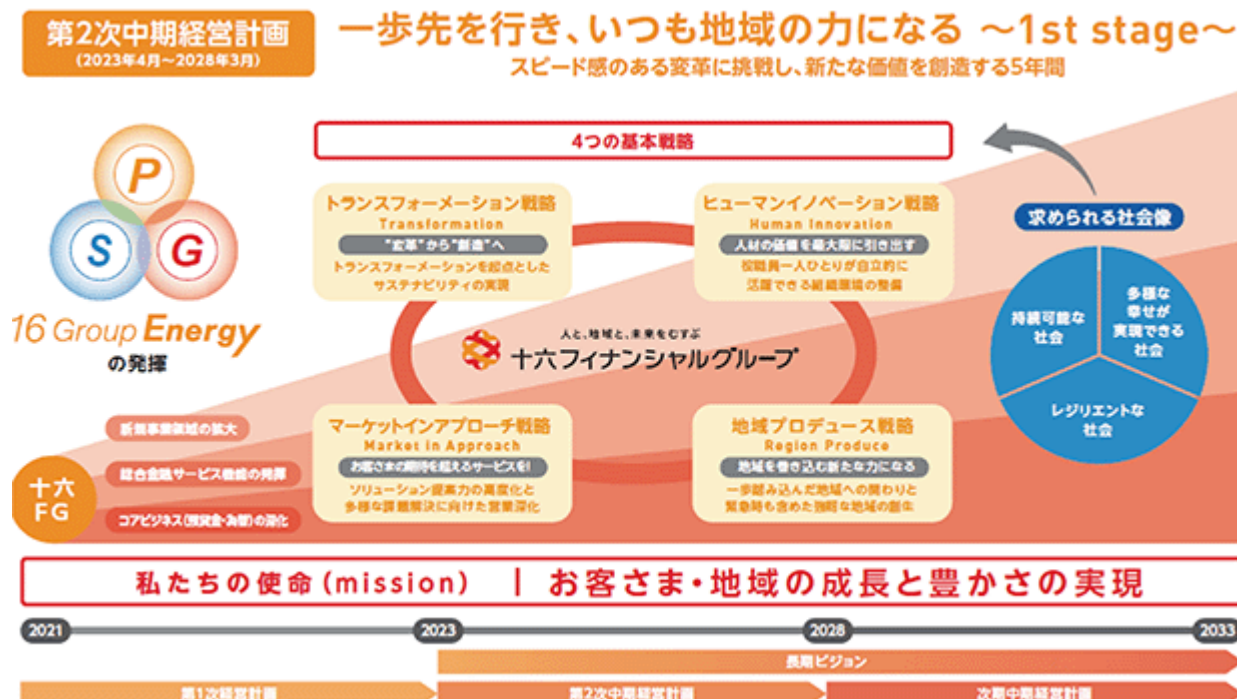 第2次中期経営計画
(2023年4月～2028年3月)
一歩先を行き、いつも地域の力になる ～1st stage～
スピード感のある変革に挑戦し、新たな価値を創造する5年間
P
S
G
16 Group Energy
の発揮
4つの基本戦略
トランスフォーメーション戦略
Transformation
"変革"から"創造"へ
トランスフォーメーションを起点とした
サステナビリティの実現
ヒューマンイノベーション戦略
Human Innovation
人材の価値を最大限に引き出す
役職員一人ひとりが自立的に
活躍できる組織環境の整備
人と、地域と、未来をむすぶ
十六フィナンシャルグループ
マーケットインアプローチ戦略
Market in Approach
お客さまの期待を超えるサービスを!
ソリューション提案力の高度化と
多様な課題解決に向けた営業深化
地域プロデュース戦略
Region Produce
地域を巻き込む新たな力になる
一歩踏み込んだ地域への関わりと
緊急時も含めた強靭な地域の創生
求められる社会像
持続可能な
社会
多様な
幸せが
実現できる
社会
レジリエントな
社会
新規事業領域の拡大
総合金融サービス機能の発揮
コアビジネス(預貸金・為替)の深化
十六
FG
私たちの使命(mission) | お客さま・地域の成長と豊かさの実現
2021
2023
2028
2033
長期ビジョン
第1次経営計画
第2次中期経営計画
次期中期経営計画